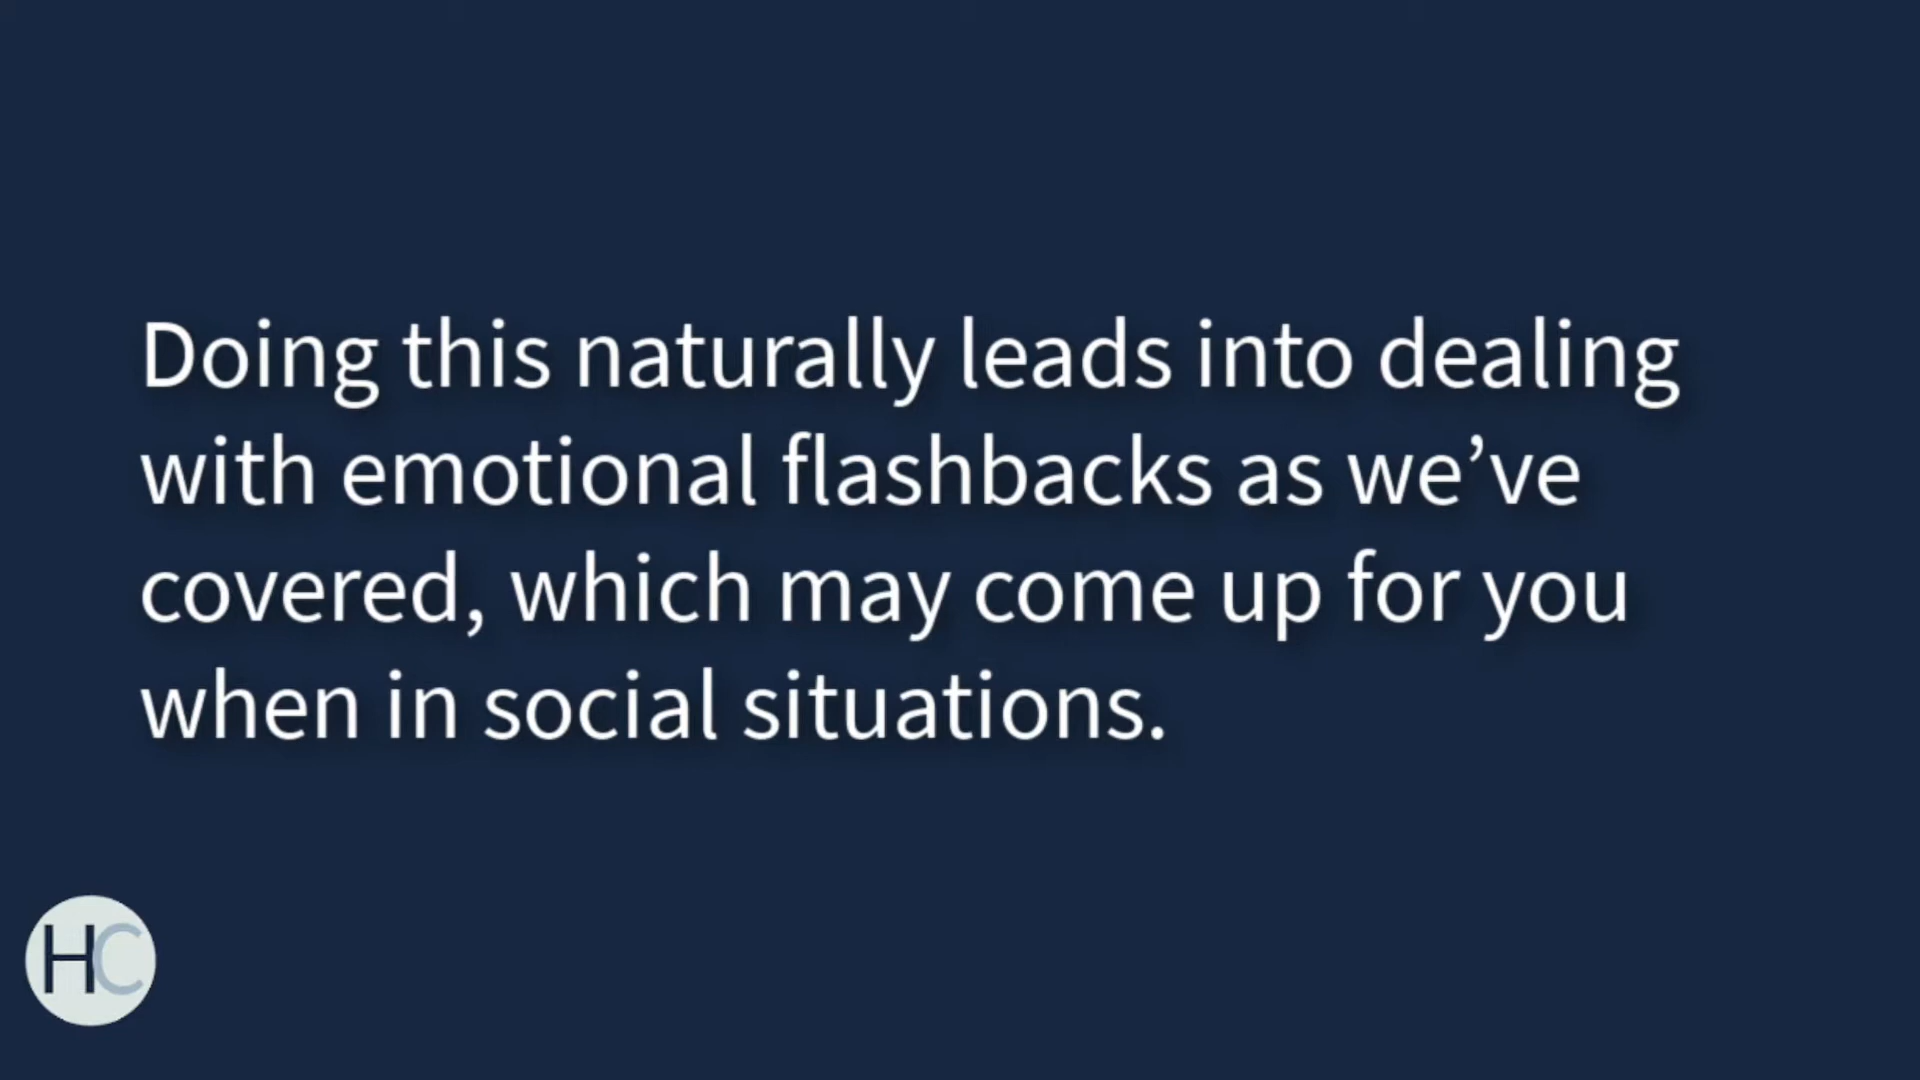 Doing this naturally leads into dealing
with emotional flashbacks as we’ve
covered, which may come up for you
when in social situations.
HC